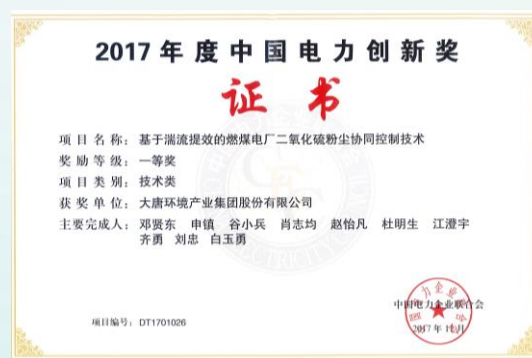 2017年度中国电力创新奖
证书
项目名称：基于湍流提效的燃煤电厂二氧化硫粉尘协同控制技术
奖励等级：一等奖
项目类别：技术类
获奖单位：大唐环境产业集团股份有限公司
主要完成人：邓贤东 申镇 谷小兵 肖志均 赵怡凡 杜明生 江澄宇
齐勇 刘忠 白玉勇
中国电力企业联合会
项目编号：DT1701026
2017年